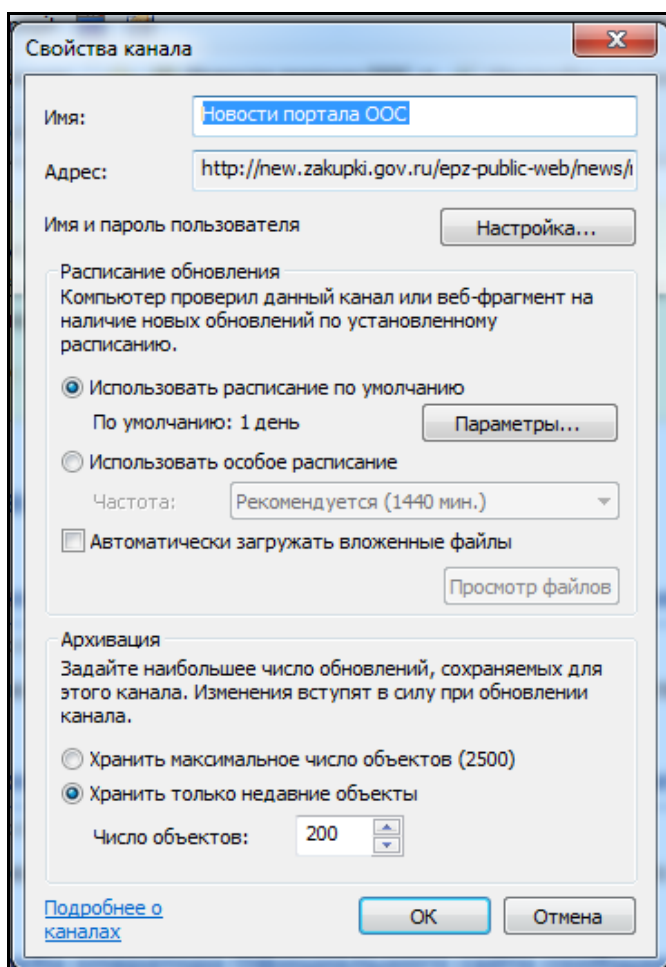 Свойства канала
Имя: Новости портала ООС
Адрес: http://new.zakupki.gov.ru/epz-public-web/news/
Имя и пароль пользователя Настройка...
Расписание обновления
Компьютер проверил данный канал или веб-фрагмент на
наличие новых обновлений по установленному
расписанию.
Использовать расписание по умолчанию
По умолчанию: 1 день Параметры...
Использовать особое расписание
Частота: Рекомендуется (1440 мин.)
Автоматически загружать вложенные файлы
Просмотр файлов
Архивация
Задайте наибольшее число обновлений, сохраняемых для
этого канала. Изменения вступят в силу при обновлении
канала.
Хранить максимальное число объектов (2500)
Хранить только недавние объекты
Число объектов: 200
Подробнее о
каналах
ОК Отмена